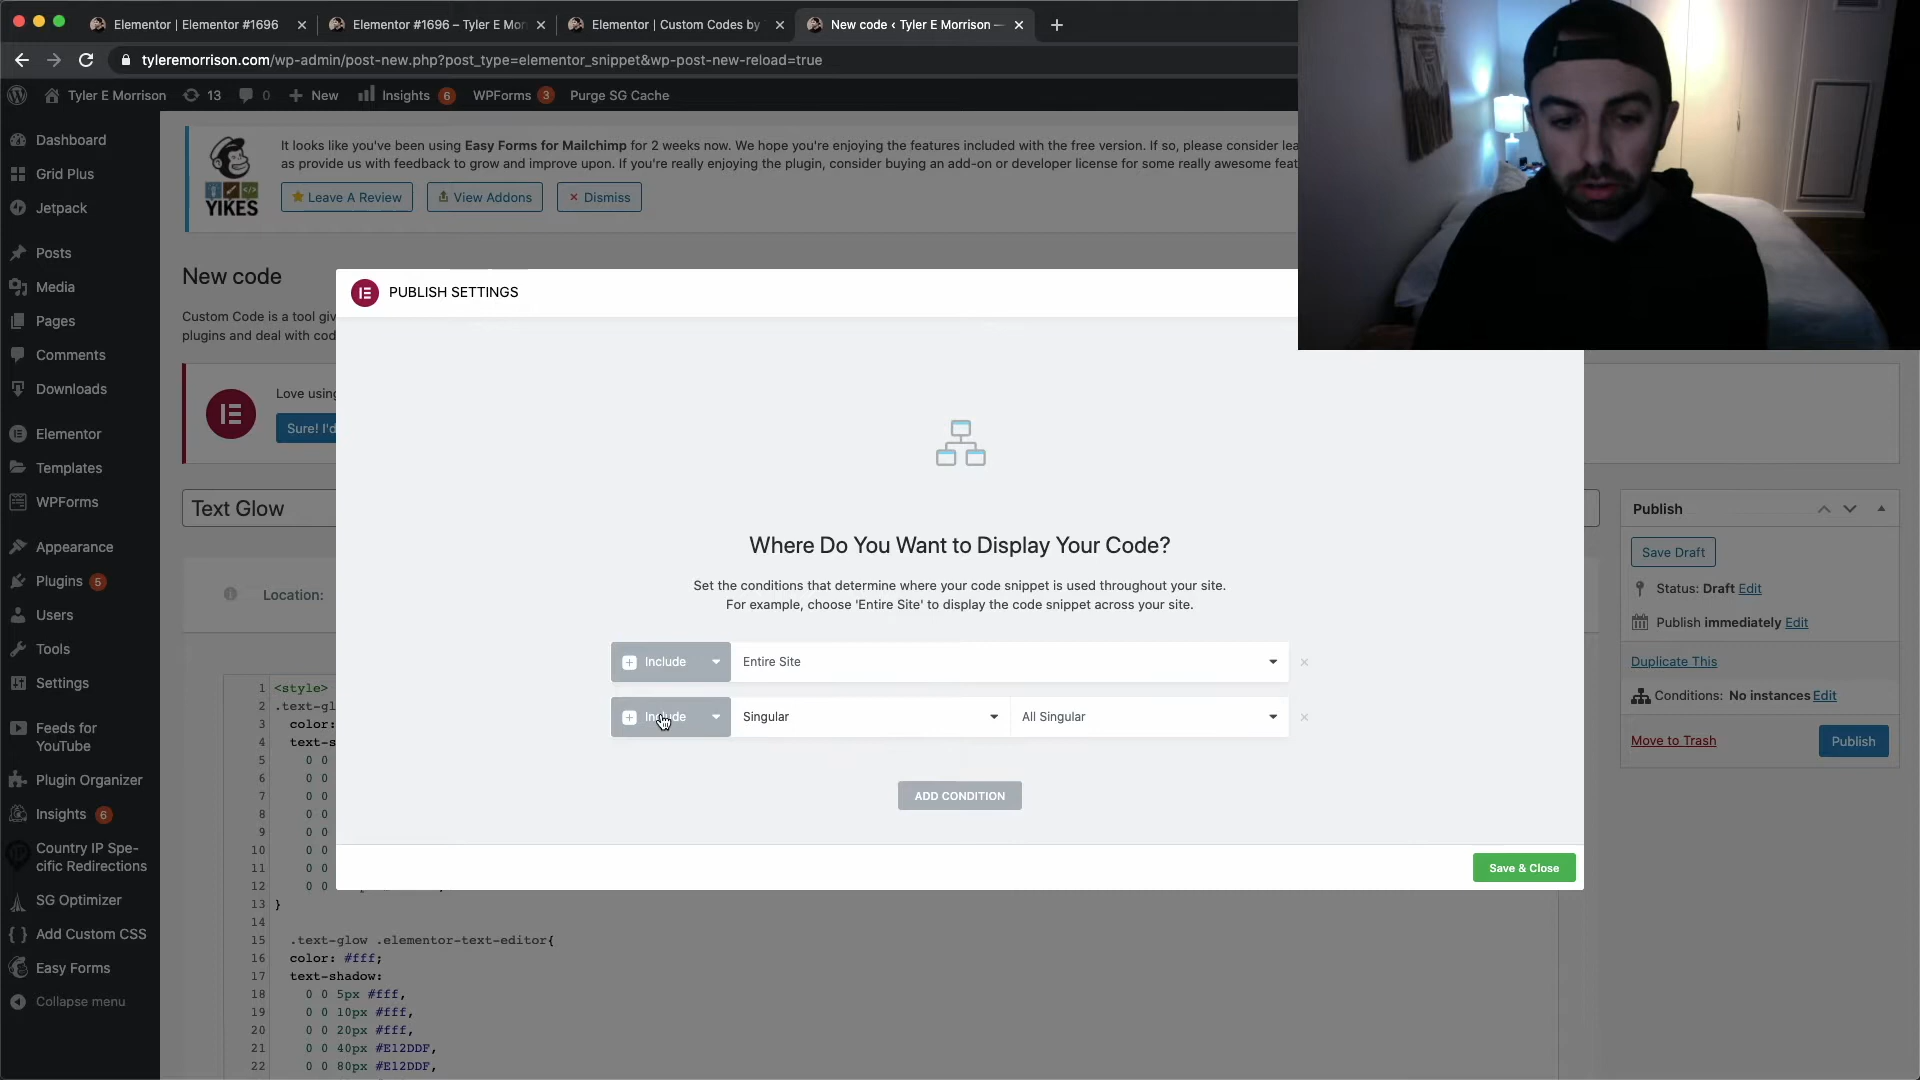 Elementor | Elementor #1696
Elementor #1696 – Tyler E Mor
Elementor | Custom Codes by
New code ‹ Tyler E Morrison —
tyleremorrison.com/wp-admin/post-new.php?post_type=elementor_snippet&wp-post-new-reload=true
Tyler E Morrison
13
0
New
Insights 6
WPForms 3
Purge SG Cache
Dashboard
Grid Plus
Jetpack
Posts
Media
Pages
Comments
Downloads
Elementor
Templates
WPForms
Appearance
Plugins 5
Users
Tools
Settings
Feeds for
YouTube
Plugin Organizer
Insights 6
Country IP Spe-
cific Redirections
SG Optimizer
Add Custom CSS
Easy Forms
Collapse menu
YIKES
It looks like you've been using Easy Forms for Mailchimp for 2 weeks now. We hope you're enjoying the features included with the free version. If so, please consider lea
as provide us with feedback to grow and improve upon. If you're really enjoying the plugin, consider buying an add-on or developer license for some really awesome feat
Leave A Review
View Addons
Dismiss
New code
Custom Code is a tool giv
plugins and deal with cod
Love using
Sure! I'd
Text Glow
Location:
PUBLISH SETTINGS
Where Do You Want to Display Your Code?
Set the conditions that determine where your code snippet is used throughout your site.
For example, choose 'Entire Site' to display the code snippet across your site.
Include Entire Site
Include Singular All Singular
ADD CONDITION
Save & Close
Publish
Save Draft
Status: Draft Edit
Publish immediately Edit
Duplicate This
Conditions: No instances Edit
Move to Trash
Publish
1 <style>
2 .text-gl
3 color:
4 text-s
5 0 0
6 0 0
7 0 0
8 0 0
9 0 0
10 0 0
11 0 0
12 0 0
13 }
14
15 .text-glow .elementor-text-editor{
16 color: #fff;
17 text-shadow:
18 0 0 5px #fff,
19 0 0 10px #fff,
20 0 0 20px #fff,
21 0 0 40px #E12DDF,
22 0 0 80px #E12DDF,